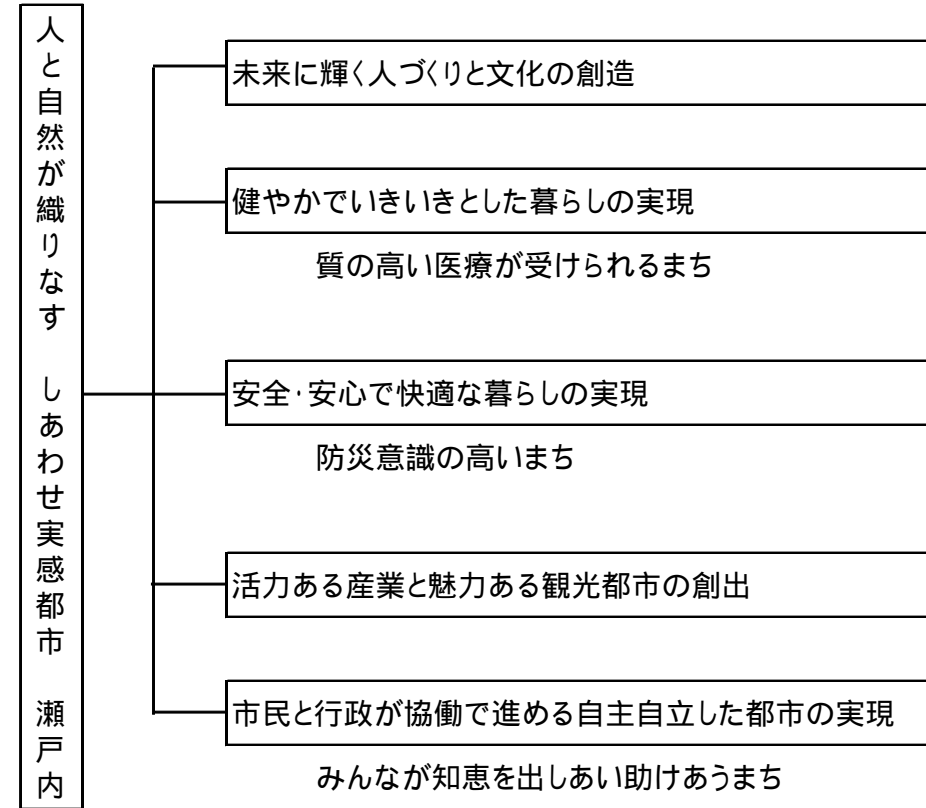 人と自然が織りなす しあわせ実感都市 瀬戸内
未来に輝く人づくりと文化の創造
健やかでいきいきとした暮らしの実現
質の高い医療が受けられるまち
安全・安心で快適な暮らしの実現
防災意識の高いまち
活力ある産業と魅力ある観光都市の創出
市民と行政が協働で進める自主自立した都市の実現
みんなが知恵を出しあい助けあうまち